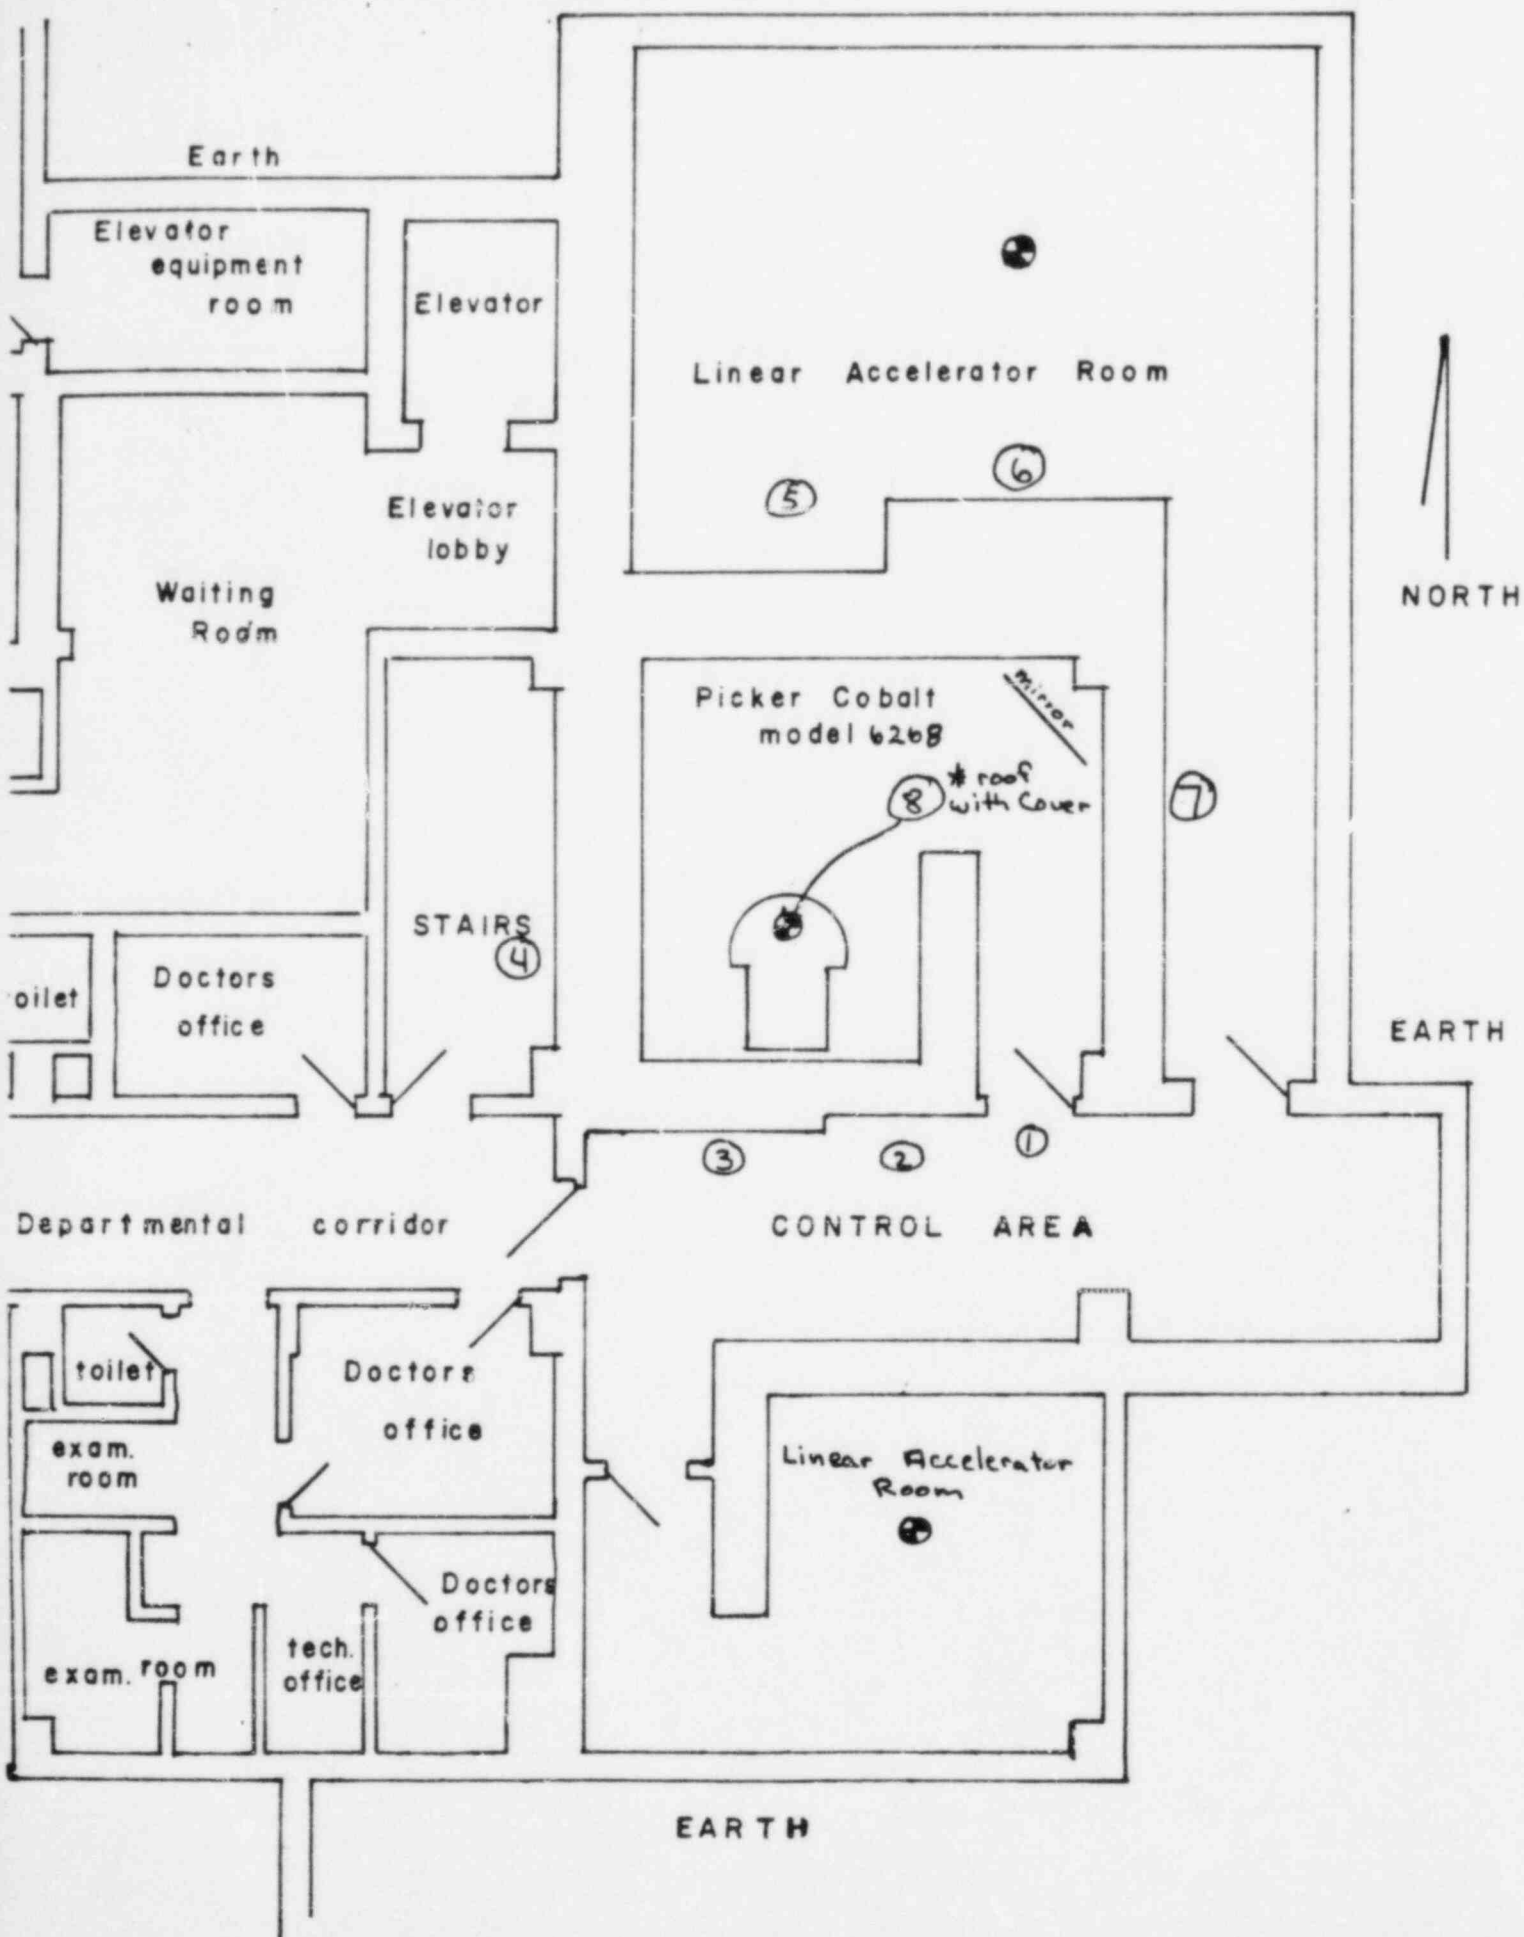 Earth
Elevator
equipment
room
Elevator
Linear Accelerator Room
6
5
Elevator
lobby
Waiting
Room
NORTH
Picker Cobalt
model 6268
mirror
8
* roof
with Cover
7
STAIRS
4
Doctors
office
oilet
EARTH
3
2
1
Departmental corridor
CONTROL AREA
toilet
Doctors
office
exam.
room
Linear Accelerator
Room
Doctors
office
tech.
office
exam. room
EARTH